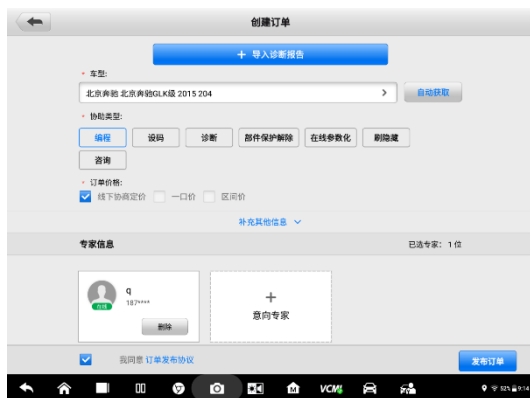 创建订单
+ 导入诊断报告
* 车型:
北京奔驰 北京奔驰GLK级 2015 204
自动获取
* 协助类型:
编程 设码 诊断 部件保护解除 在线参数化 刷隐藏
咨询
* 订单价格:
线下协商定价 一口价 区间价
补充其他信息
专家信息 已选专家: 1 位
q
187****
在线
删除
+
意向专家
我同意 订单发布协议
发布订单
VCMI
52% 9:14